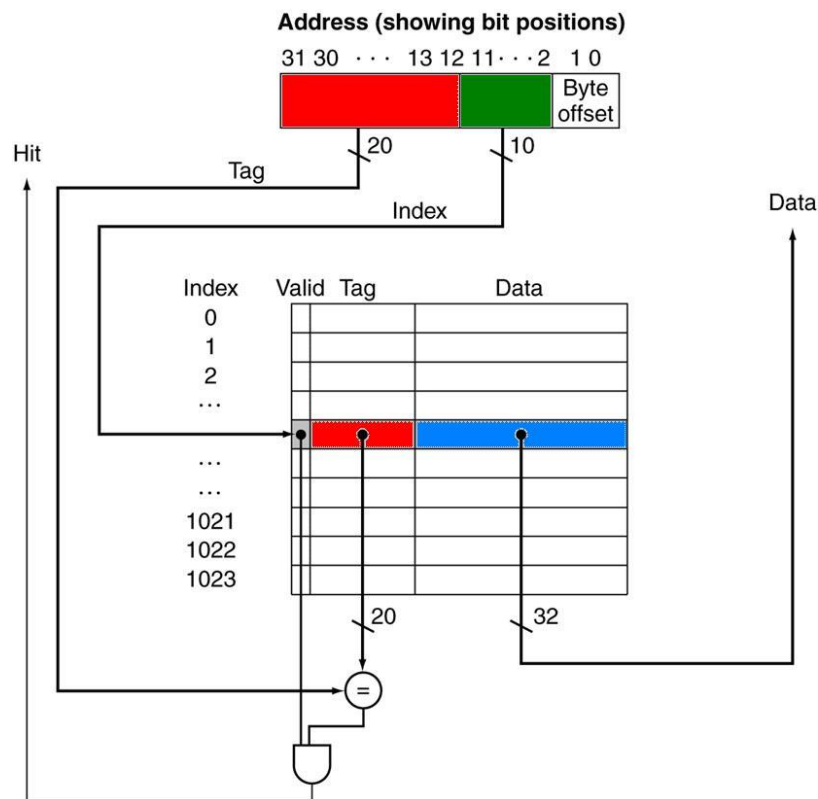 Address (showing bit positions)
31 30 · · · 13 12 11 · · · 2 1 0
Byte
offset
20
10
Hit
Tag
Index
Data
Index Valid Tag Data
0
1
2
...
...
...
1021
1022
1023
20
32
=